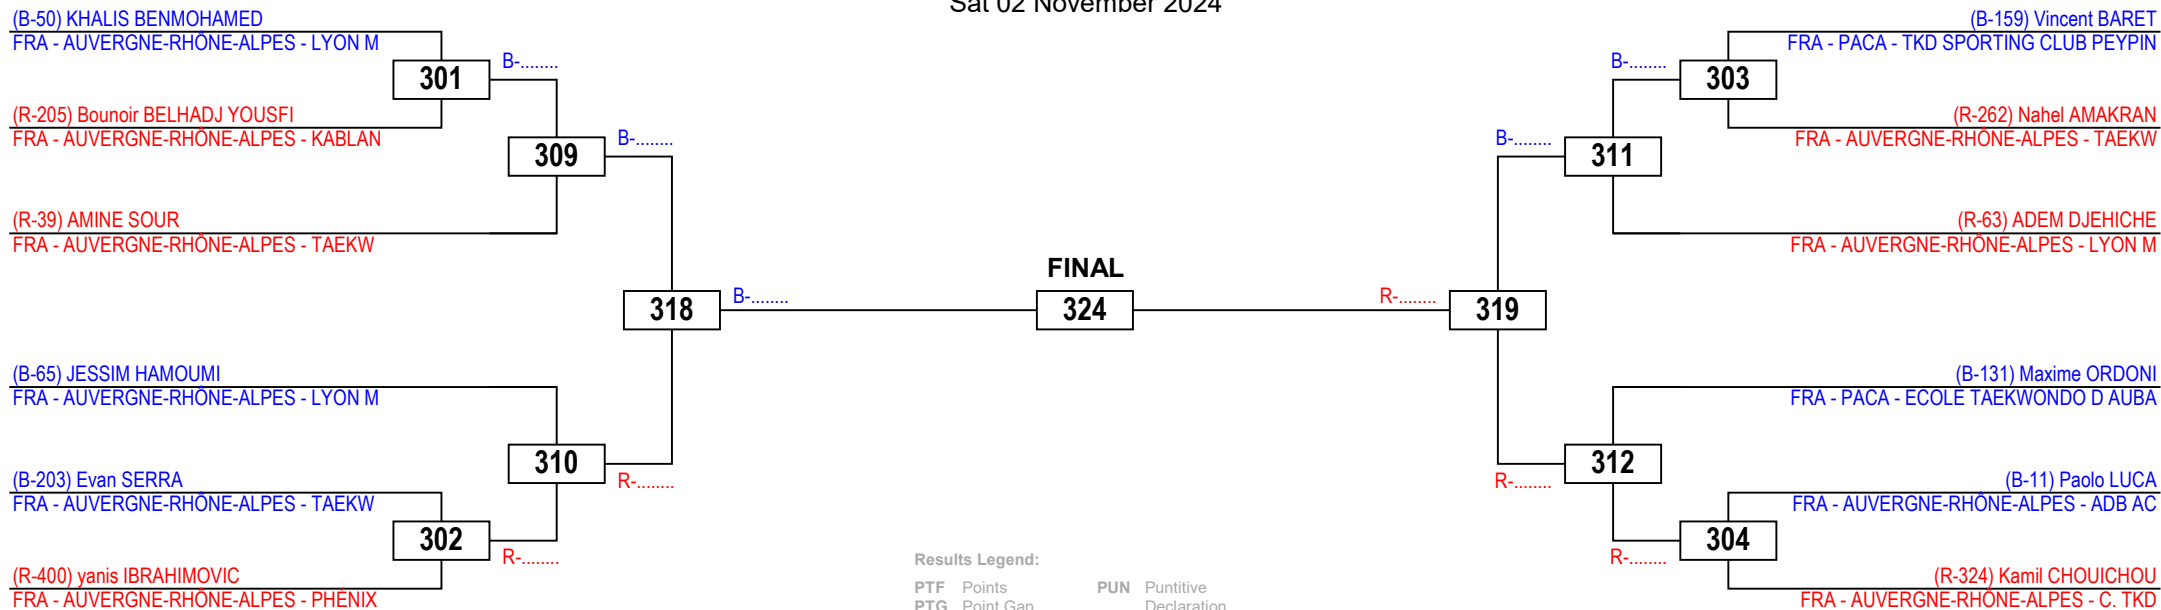 Sat 02 November 2024
(B-50) KHALIS BENMOHAMED
FRA - AUVERGNE-RHÔNE-ALPES - LYON M
301
B-........
(R-205) Bounoir BELHADJ YOUSFI
FRA - AUVERGNE-RHÔNE-ALPES - KABLAN
309
B-........
(R-39) AMINE SOUR
FRA - AUVERGNE-RHÔNE-ALPES - TAEKW
318
B-........
(B-65) JESSIM HAMOUMI
FRA - AUVERGNE-RHÔNE-ALPES - LYON M
310
R-........
(B-203) Evan SERRA
FRA - AUVERGNE-RHÔNE-ALPES - TAEKW
302
R-........
(R-400) yanis IBRAHIMOVIC
FRA - AUVERGNE-RHÔNE-ALPES - PHÉNIX
FINAL
324
(B-159) Vincent BARET
FRA - PACA - TKD SPORTING CLUB PEYPIN
B-........
303
(R-262) Nahel AMAKRAN
FRA - AUVERGNE-RHÔNE-ALPES - TAEKW
B-........
311
(R-63) ADEM DJEHICHE
FRA - AUVERGNE-RHÔNE-ALPES - LYON M
R-........
319
(B-131) Maxime ORDONI
FRA - PACA - ECOLE TAEKWONDO D AUBA
312
R-........
(B-11) Paolo LUCA
FRA - AUVERGNE-RHÔNE-ALPES - ADB AC
304
R-........
(R-324) Kamil CHOUICHOU
FRA - AUVERGNE-RHÔNE-ALPES - C. TKD
Results Legend:
PTF Points PUN Puntitive
PTG Point Gap Declaration